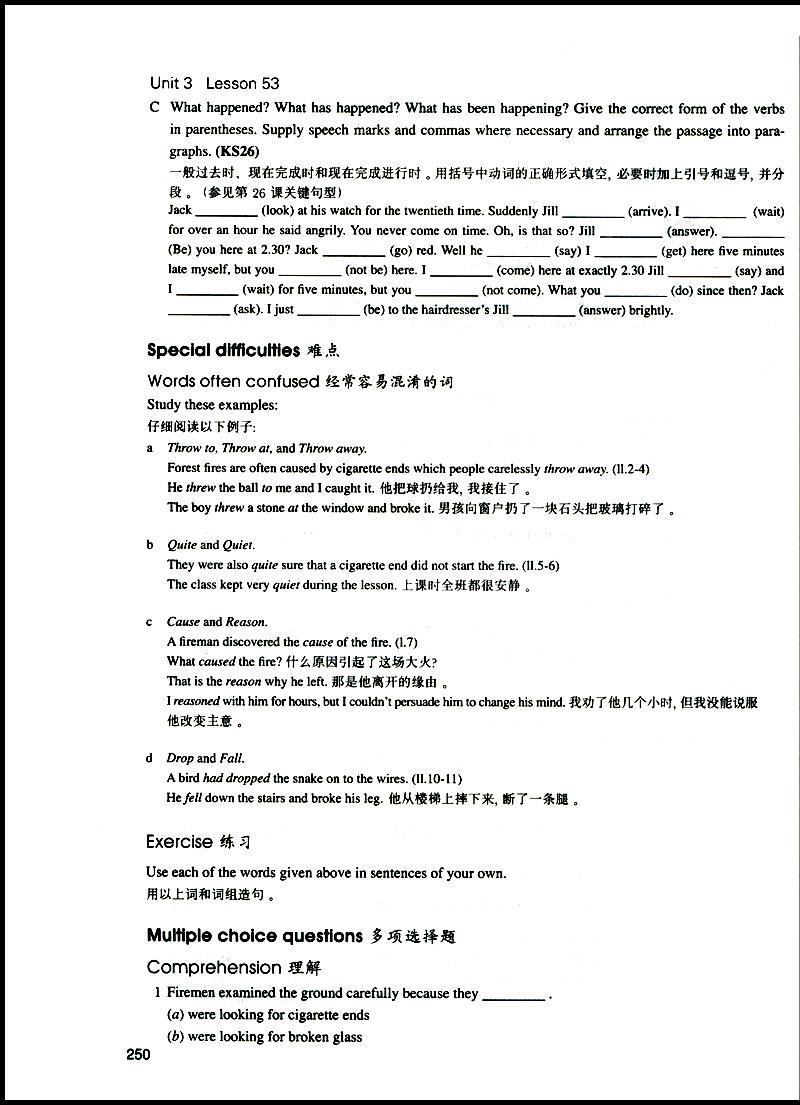 Unit 3 Lesson 53
C What happened? What has happened? What has been happening? Give the correct form of the verbs
in parentheses. Supply speech marks and commas where necessary and arrange the passage into para-
graphs. (KS26)
一般过去时、现在完成时和现在完成进行时。用括号中动词的正确形式填空, 必要时加上引号和逗号, 并分
段。(参见第 26 课关键句型)
Jack _________ (look) at his watch for the twentieth time. Suddenly Jill _________ (arrive). I _________ (wait)
for over an hour he said angrily. You never come on time. Oh, is that so? Jill _________ (answer). _________
(Be) you here at 2.30? Jack _________ (go) red. Well he _________ (say) I _________ (get) here five minutes
late myself, but you _________ (not be) here. I _________ (come) here at exactly 2.30 Jill _________ (say) and
I _________ (wait) for five minutes, but you _________ (not come). What you _________ (do) since then? Jack
_________ (ask). I just _________ (be) to the hairdresser's Jill _________ (answer) brightly.
Special difficulties 难点
Words often confused 经常容易混淆的词
Study these examples:
仔细阅读以下例子:
a Throw to, Throw at, and Throw away.
Forest fires are often caused by cigarette ends which people carelessly throw away. (ll.2-4)
He threw the ball to me and I caught it. 他把球扔给我, 我接住了。
The boy threw a stone at the window and broke it. 男孩向窗户扔了一块石头把玻璃打碎了。
b Quite and Quiet.
They were also quite sure that a cigarette end did not start the fire. (ll.5-6)
The class kept very quiet during the lesson. 上课时全班都很安静。
c Cause and Reason.
A fireman discovered the cause of the fire. (l.7)
What caused the fire? 什么原因引起了这场大火?
That is the reason why he left. 那是他离开的缘由。
I reasoned with him for hours, but I couldn't persuade him to change his mind. 我劝了他几个小时, 但我没能说服
他改变主意。
d Drop and Fall.
A bird had dropped the snake on to the wires. (ll.10-11)
He fell down the stairs and broke his leg. 他从楼梯上摔下来, 断了一条腿。
Exercise 练习
Use each of the words given above in sentences of your own.
用以上词和词组造句。
Multiple choice questions 多项选择题
Comprehension 理解
1 Firemen examined the ground carefully because they _________ .
(a) were looking for cigarette ends
(b) were looking for broken glass
250